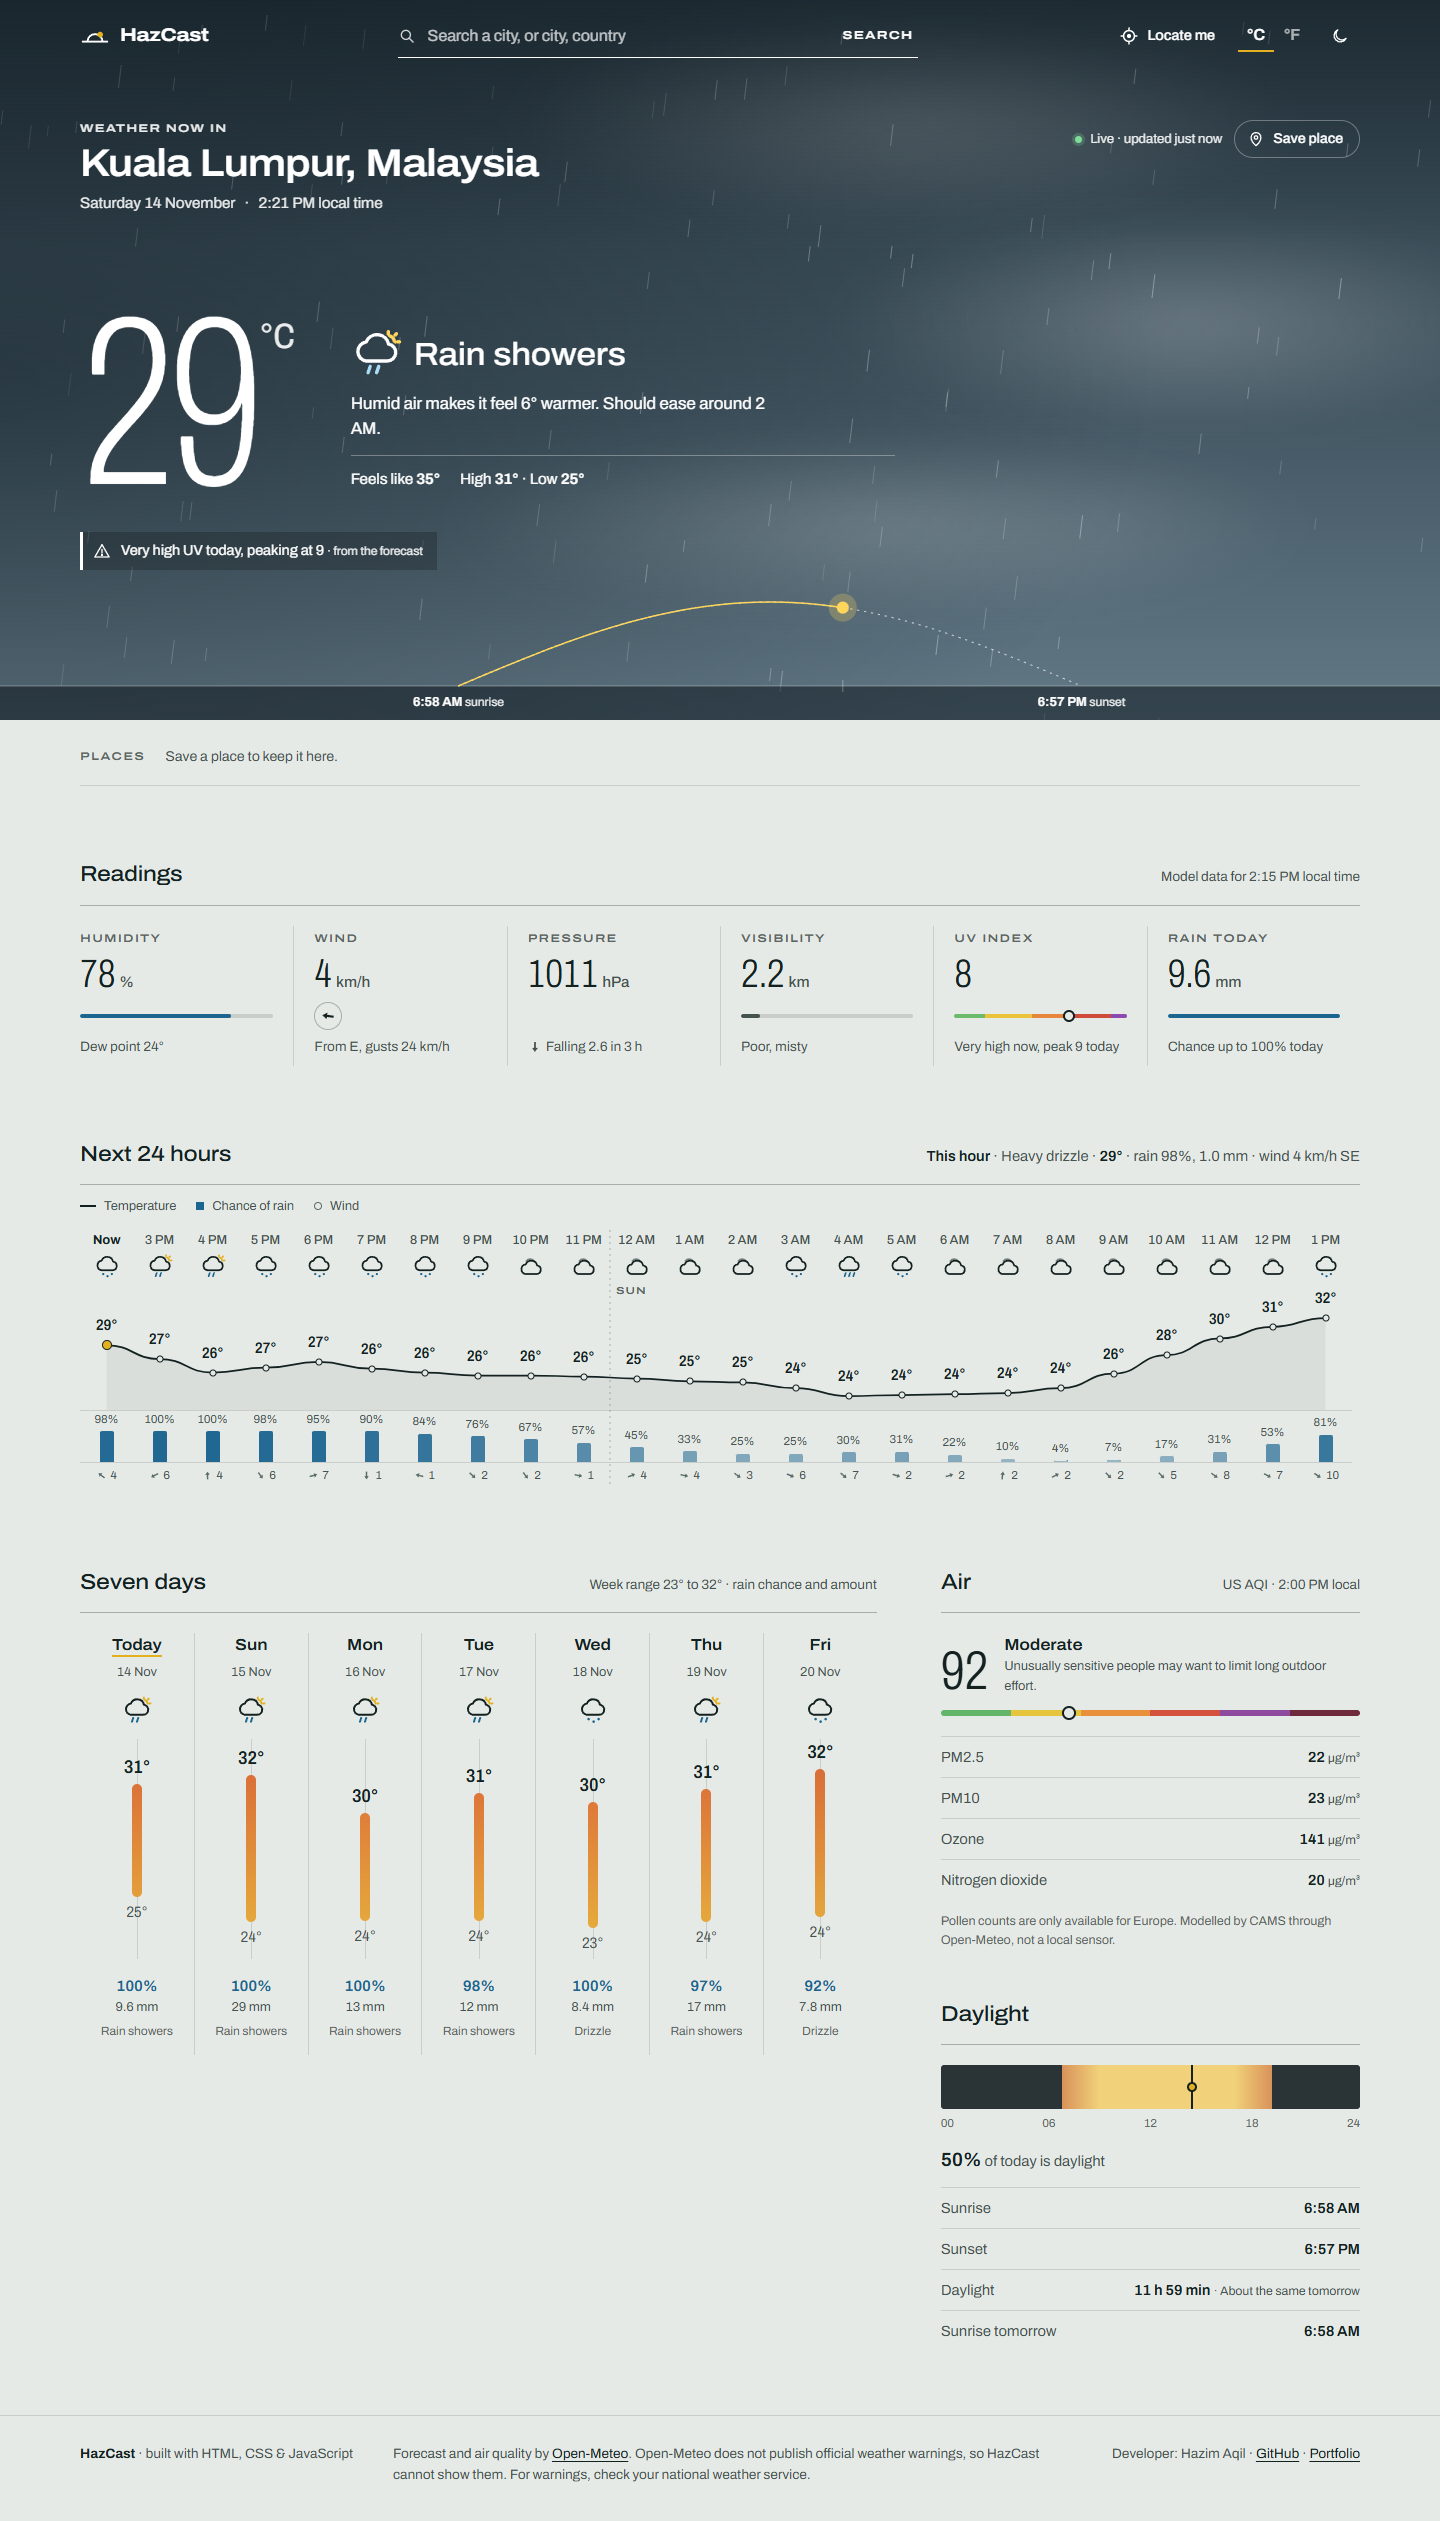 HazCast
Search a city, or city, country
SEARCH
Locate me
°C
°F
WEATHER NOW IN
Kuala Lumpur, Malaysia
Saturday 14 November · 2:21 PM local time
Live · updated just now
Save place
29 °C
Rain showers
Humid air makes it feel 6° warmer. Should ease around 2
AM.
Feels like 35° High 31° · Low 25°
Very high UV today, peaking at 9 · from the forecast
6:58 AM sunrise
6:57 PM sunset
PLACES Save a place to keep it here.
Readings
Model data for 2:15 PM local time
HUMIDITY
78 %
Dew point 24°
WIND
4 km/h
From E, gusts 24 km/h
PRESSURE
1011 hPa
Falling 2.6 in 3 h
VISIBILITY
2.2 km
Poor, misty
UV INDEX
8
Very high now, peak 9 today
RAIN TODAY
9.6 mm
Chance up to 100% today
Next 24 hours
This hour · Heavy drizzle · 29° · rain 98%, 1.0 mm · wind 4 km/h SE
Temperature Chance of rain Wind
Now 3 PM 4 PM 5 PM 6 PM 7 PM 8 PM 9 PM 10 PM 11 PM 12 AM 1 AM 2 AM 3 AM 4 AM 5 AM 6 AM 7 AM 8 AM 9 AM 10 AM 11 AM 12 PM 1 PM
SUN
29° 27° 26° 27° 27° 26° 26° 26° 26° 26° 25° 25° 25° 24° 24° 24° 24° 24° 24° 26° 28° 30° 31° 32°
98% 100% 100% 98% 95% 90% 84% 76% 67% 57% 45% 33% 25% 25% 30% 31% 22% 10% 4% 7% 17% 31% 53% 81%
4 6 4 6 7 1 1 2 2 1 4 4 3 6 7 2 2 2 2 2 5 8 7 10
Seven days
Week range 23° to 32° · rain chance and amount
Today Sun Mon Tue Wed Thu Fri
14 Nov 15 Nov 16 Nov 17 Nov 18 Nov 19 Nov 20 Nov
31° 32° 30° 31° 30° 31° 32°
25° 24° 24° 24° 23° 24° 24°
100% 100% 100% 98% 100% 97% 92%
9.6 mm 29 mm 13 mm 12 mm 8.4 mm 17 mm 7.8 mm
Rain showers Rain showers Rain showers Rain showers Drizzle Rain showers Drizzle
Air
US AQI · 2:00 PM local
92
Moderate
Unusually sensitive people may want to limit long outdoor
effort.
PM2.5 22 µg/m³
PM10 23 µg/m³
Ozone 141 µg/m³
Nitrogen dioxide 20 µg/m³
Pollen counts are only available for Europe. Modelled by CAMS through
Open-Meteo, not a local sensor.
Daylight
00 06 12 18 24
50% of today is daylight
Sunrise 6:58 AM
Sunset 6:57 PM
Daylight 11 h 59 min · About the same tomorrow
Sunrise tomorrow 6:58 AM
HazCast · built with HTML, CSS & JavaScript
Forecast and air quality by Open-Meteo. Open-Meteo does not publish official weather warnings, so HazCast
cannot show them. For warnings, check your national weather service.
Developer: Hazim Aqil · GitHub · Portfolio